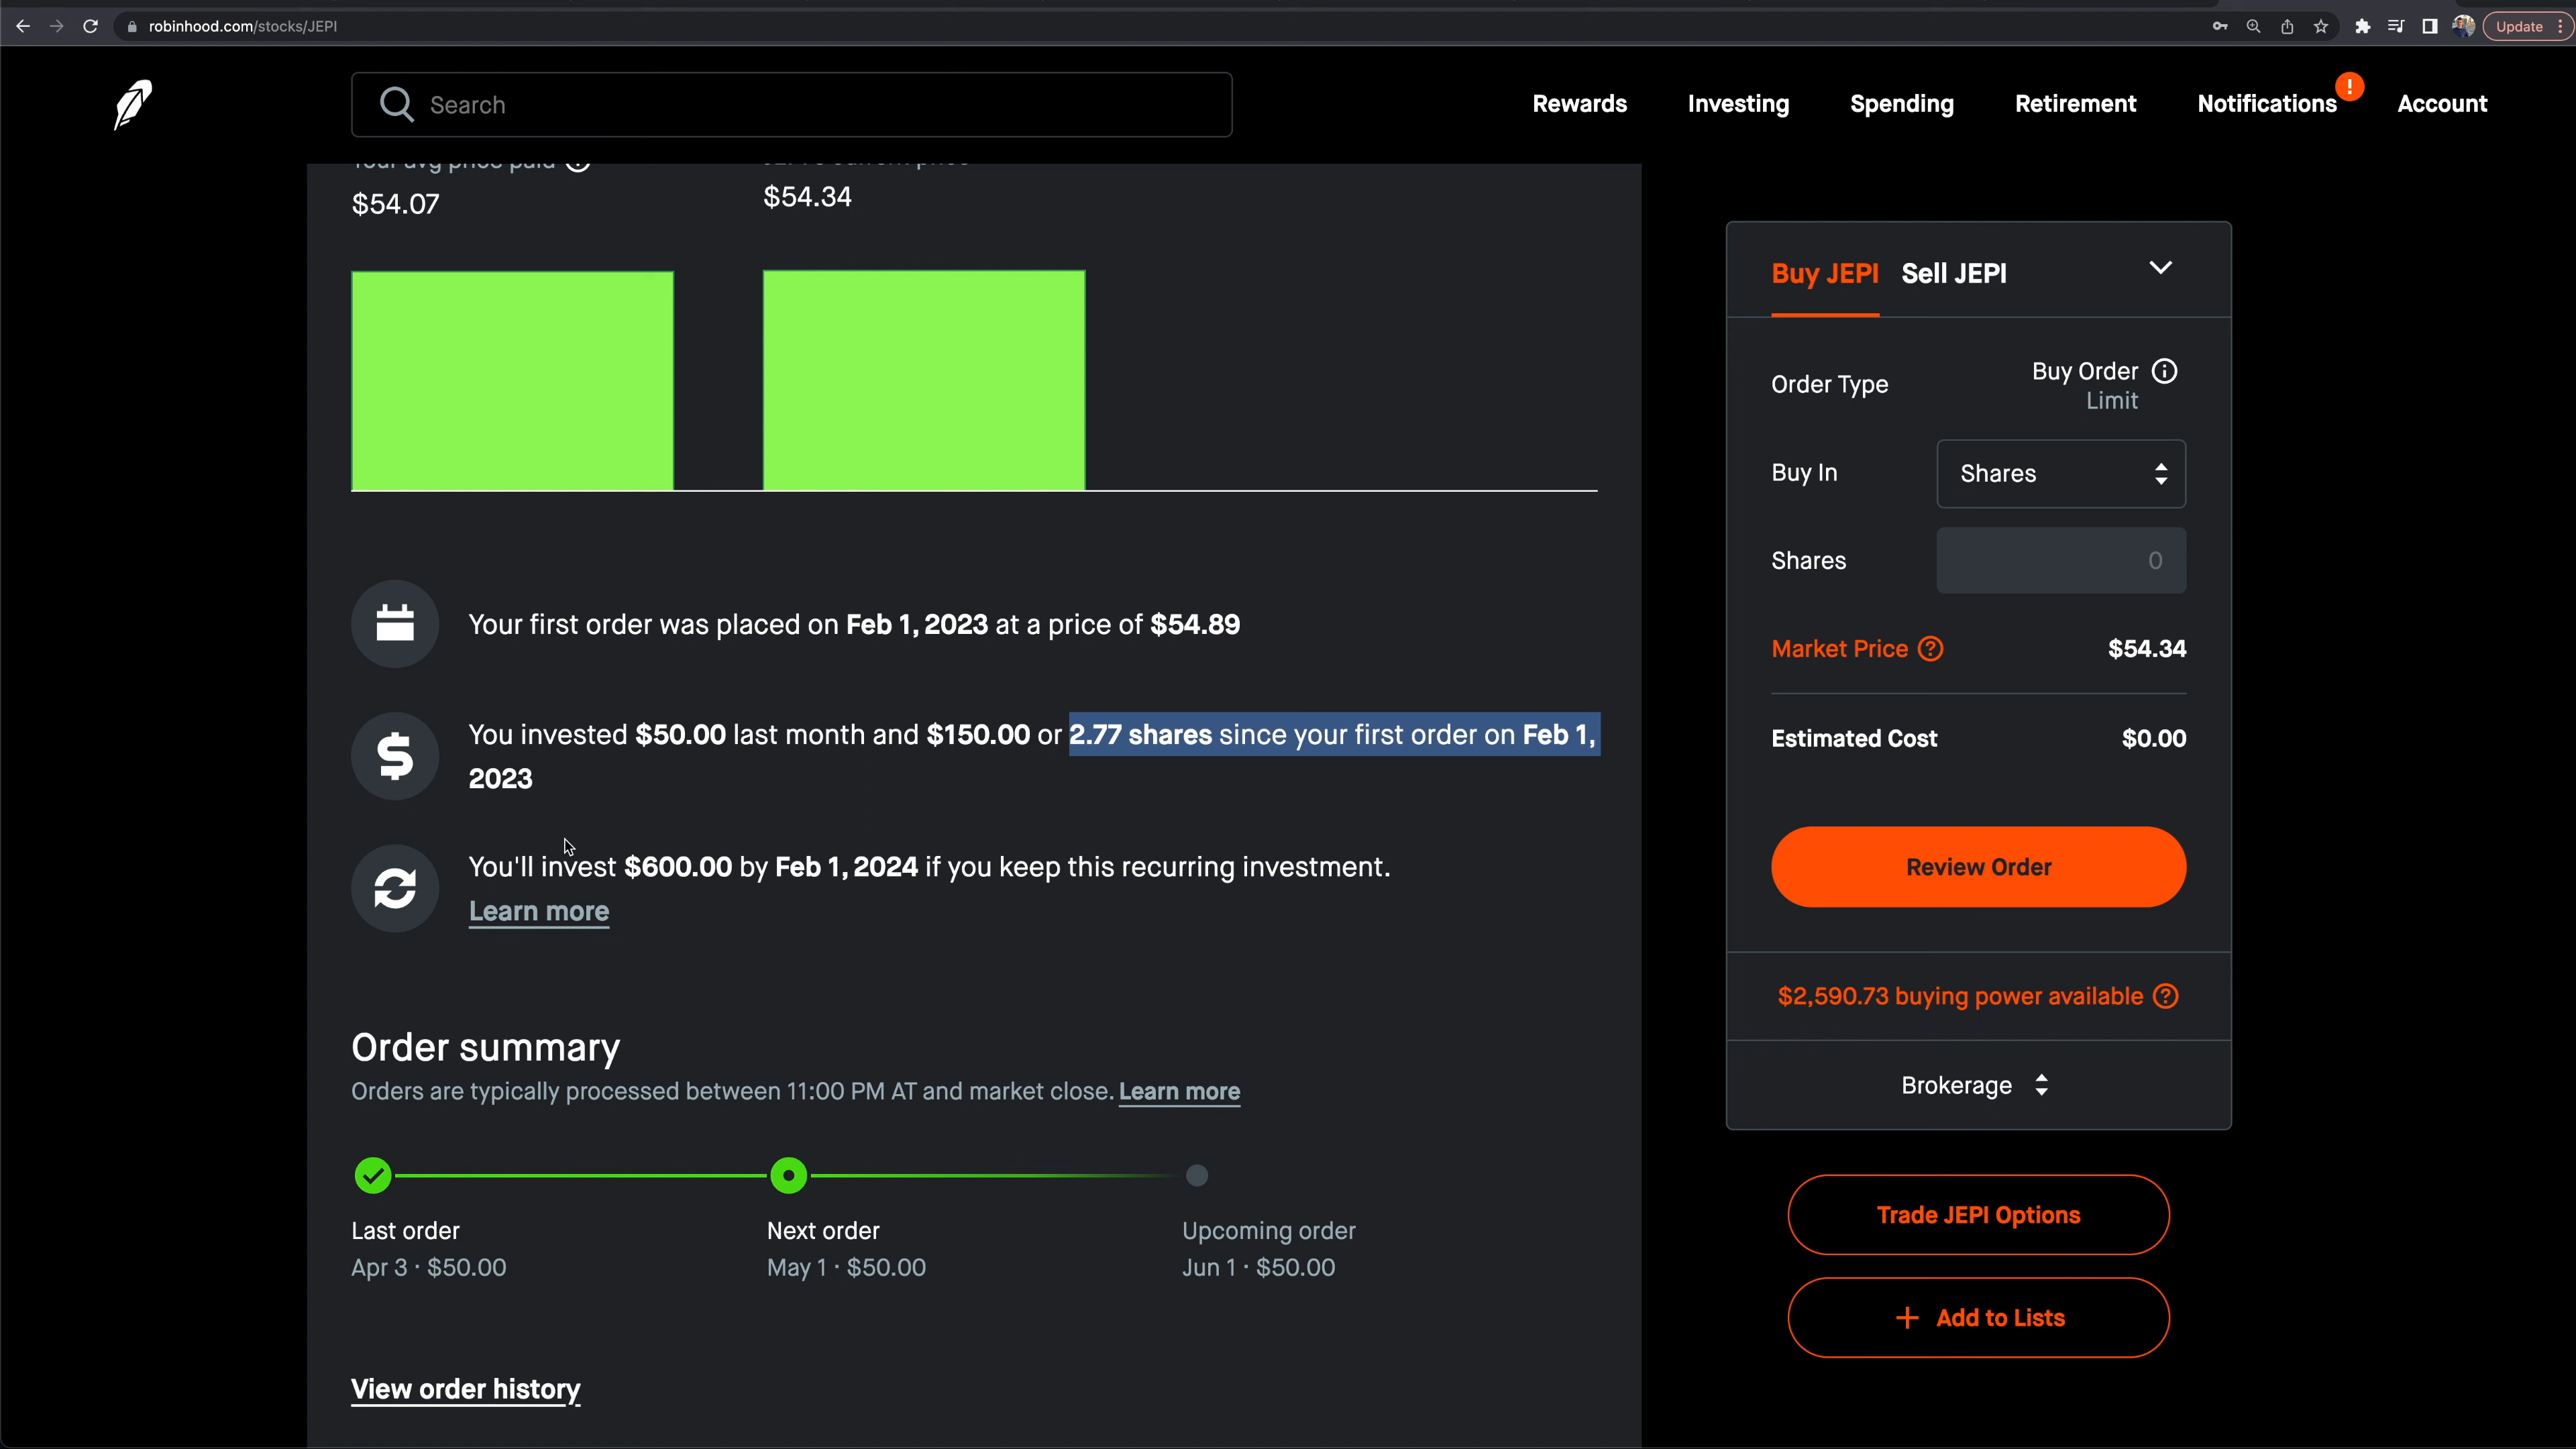 robinhood.com/stocks/JEPI
Update
Search
Rewards
Investing
Spending
Retirement
Notifications
!
Account
Your avg price paid
$54.07
$54.34
Buy JEPI
Sell JEPI
Order Type
Buy Order
Limit
Buy In
Shares
Shares
0
Market Price
$54.34
Estimated Cost
$0.00
Review Order
$2,590.73 buying power available
Brokerage
Trade JEPI Options
+ Add to Lists
Your first order was placed on Feb 1, 2023 at a price of $54.89
You invested $50.00 last month and $150.00 or 2.77 shares since your first order on Feb 1,
2023
You'll invest $600.00 by Feb 1, 2024 if you keep this recurring investment.
Learn more
Order summary
Orders are typically processed between 11:00 PM AT and market close. Learn more
Last order
Apr 3 · $50.00
Next order
May 1 · $50.00
Upcoming order
Jun 1 · $50.00
View order history